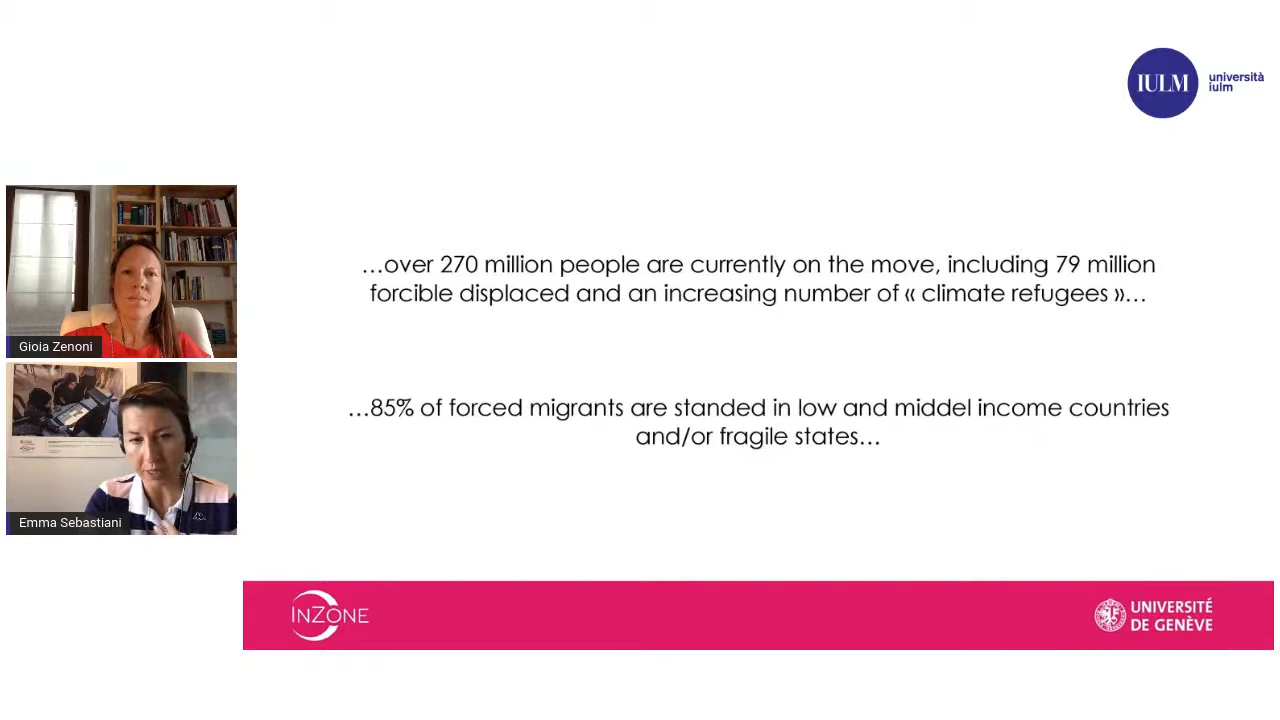 IULM
università
iulm
…over 270 million people are currently on the move, including 79 million
forcible displaced and an increasing number of « climate refugees »…
…85% of forced migrants are standed in low and middel income countries
and/or fragile states…
Gioia Zenoni
Emma Sebastiani
INZONE
UNIVERSITÉ
DE GENÈVE